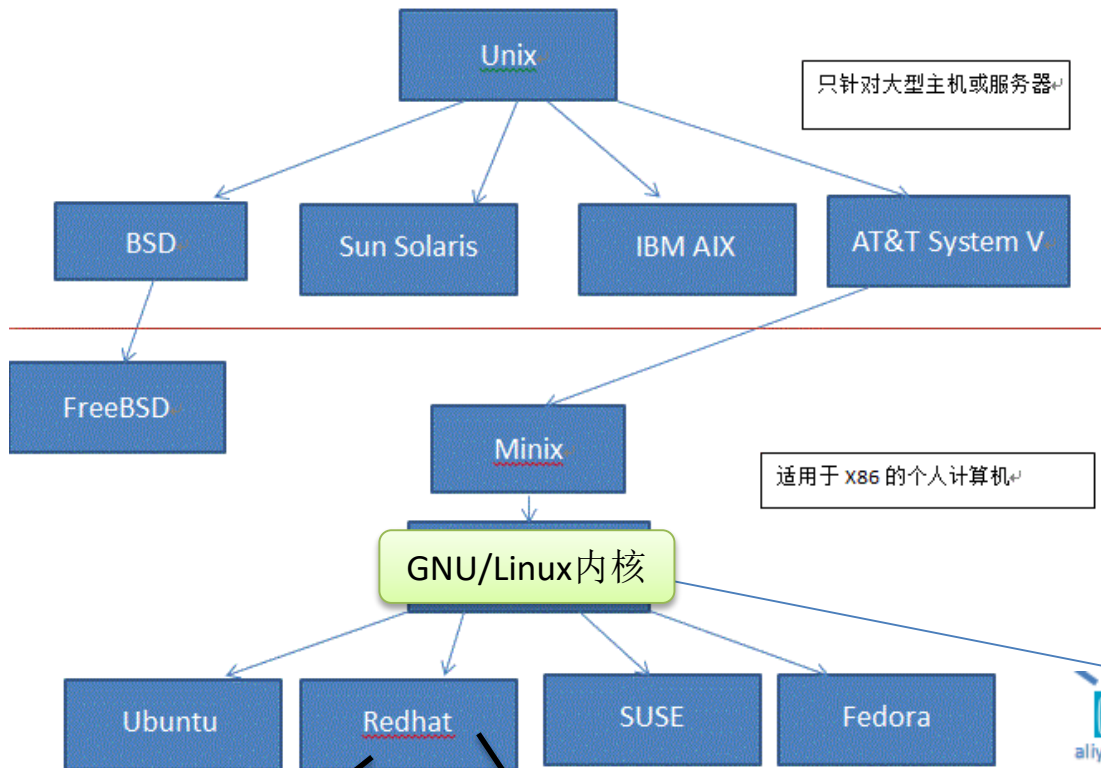 Unix
只针对大型主机或服务器
BSD
Sun Solaris
IBM AIX
AT&T System V
FreeBSD
Minix
适用于 X86 的个人计算机
GNU/Linux内核
Ubuntu
Redhat
SUSE
Fedora